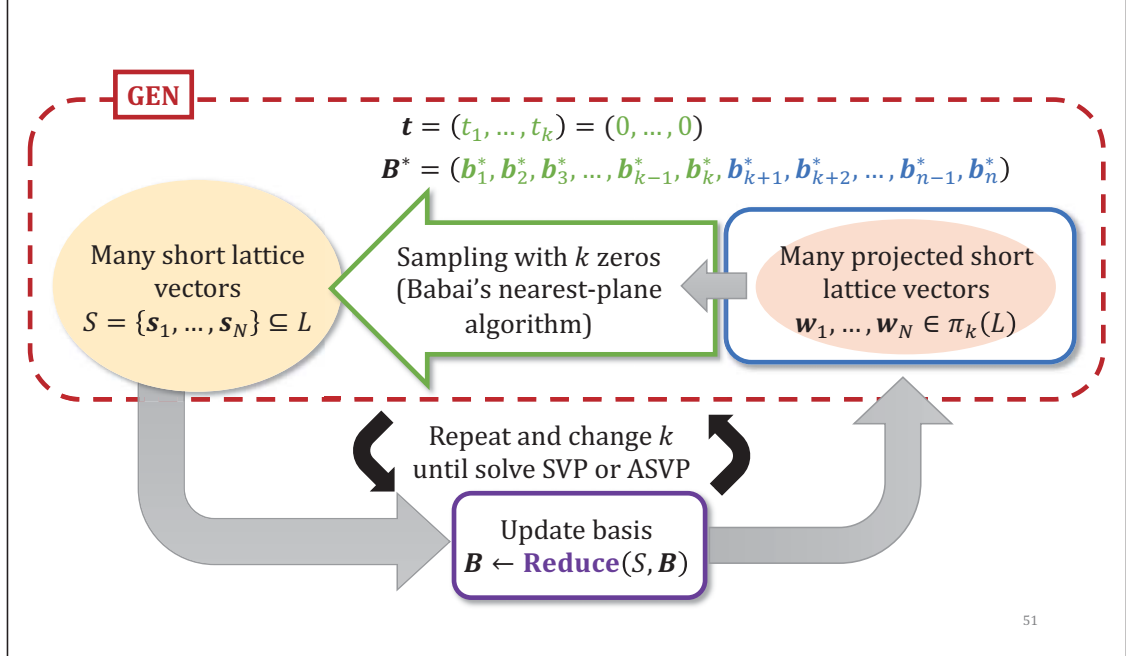 GEN
𝒕 = (t₁, … , tₖ) = (0, … , 0)
𝑩* = (𝒃₁*, 𝒃₂*, 𝒃₃*, … , 𝒃ₖ₋₁*, 𝒃ₖ*, 𝒃ₖ₊₁*, 𝒃ₖ₊₂*, … , 𝒃ₙ₋₁*, 𝒃ₙ*)
Many short lattice
vectors
S = {𝒔₁, … , 𝒔_N} ⊆ L
Sampling with k zeros
(Babai’s nearest-plane
algorithm)
Many projected short
lattice vectors
𝒘₁, … , 𝒘_N ∈ πₖ(L)
Repeat and change k
until solve SVP or ASVP
Update basis
𝑩 ← Reduce(S, 𝑩)
51